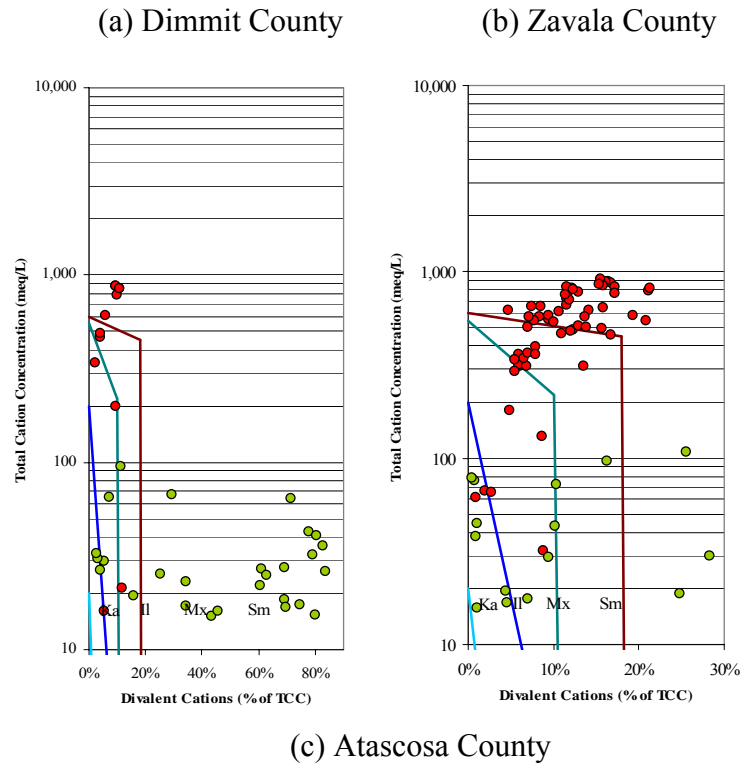 (a) Dimmit County
(b) Zavala County
10,000
1,000
100
10
Total Cation Concentration (meq/L)
Ka Il Mx Sm
0% 20% 40% 60% 80%
Divalent Cations (% of TCC)
10,000
1,000
100
10
Total Cation Concentration (meq/L)
Ka Il Mx Sm
0% 10% 20% 30%
Divalent Cations (% of TCC)
(c) Atascosa County